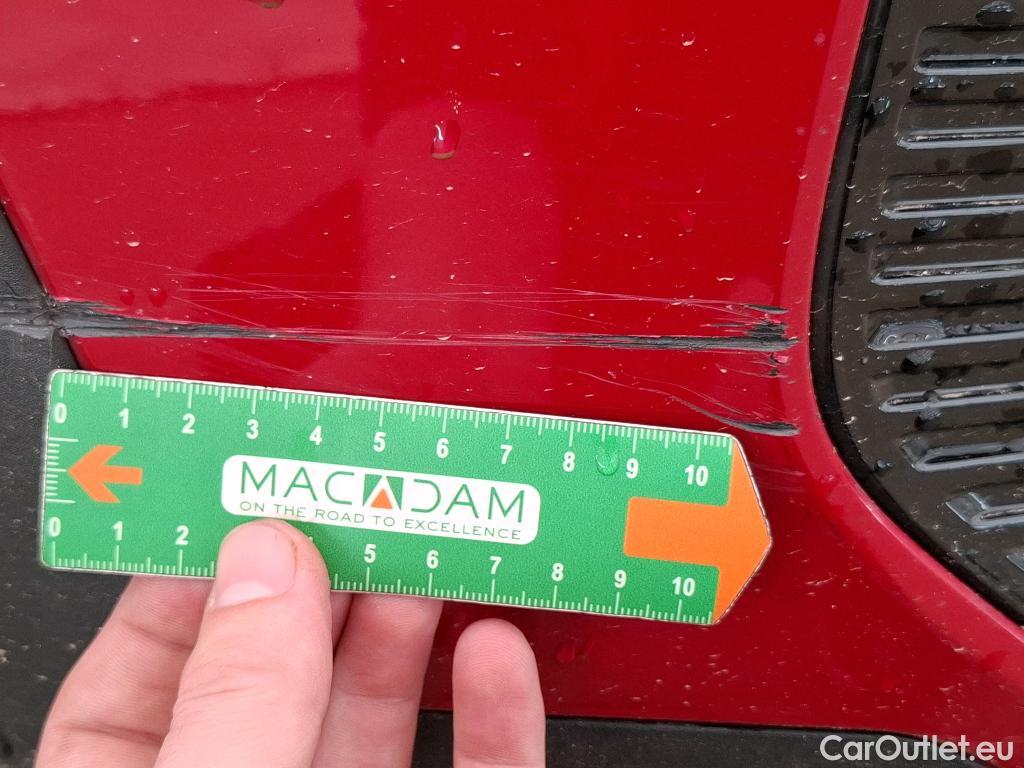 0 1 2 3 4 5 6 7 8 9 10
MACADAM
ON THE ROAD TO EXCELLENCE
0 1 2 5 6 7 8 9 10
CarOutlet.eu